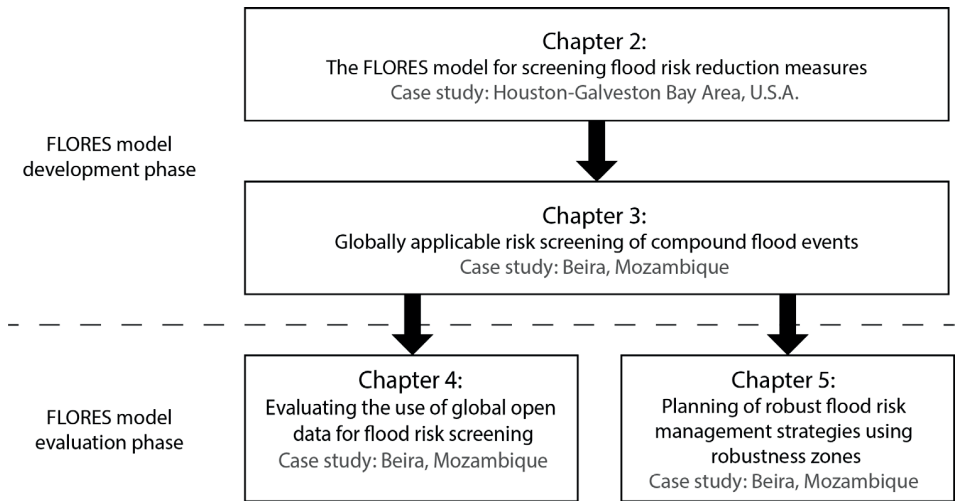 Chapter 2:
The FLORES model for screening flood risk reduction measures
Case study: Houston-Galveston Bay Area, U.S.A.
FLORES model
development phase
Chapter 3:
Globally applicable risk screening of compound flood events
Case study: Beira, Mozambique
FLORES model
evaluation phase
Chapter 4:
Evaluating the use of global open
data for flood risk screening
Case study: Beira, Mozambique
Chapter 5:
Planning of robust flood risk
management strategies using
robustness zones
Case study: Beira, Mozambique